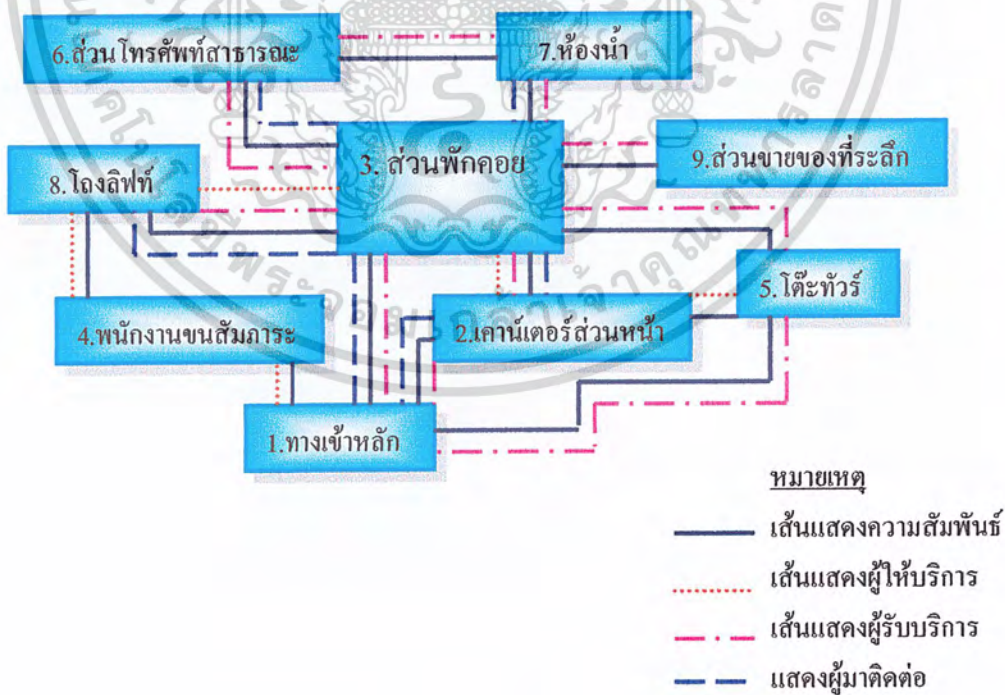 6.ส่วนโทรศัพท์สาธารณะ
7.ห้องน้ำ
3. ส่วนพักคอย
9.ส่วนขายของที่ระลึก
8.โถงลิฟท์
5.โต๊ะทัวร์
4.พนักงานขนสัมภาระ
2.เคาน์เตอร์ส่วนหน้า
1.ทางเข้าหลัก
หมายเหตุ
เส้นแสดงความสัมพันธ์
เส้นแสดงผู้ให้บริการ
เส้นแสดงผู้รับบริการ
แสดงผู้มาติดต่อ